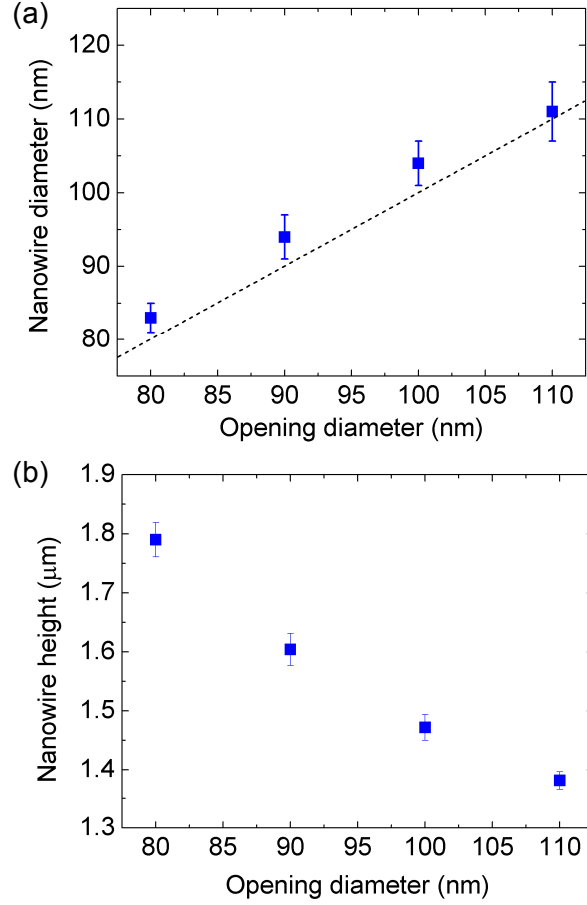 (a)
120
110
100
90
80
Nanowire diameter (nm)
80 85 90 95 100 105 110
Opening diameter (nm)
(b)
1.9
1.8
1.7
1.6
1.5
1.4
1.3
Nanowire height (μm)
80 85 90 95 100 105 110
Opening diameter (nm)